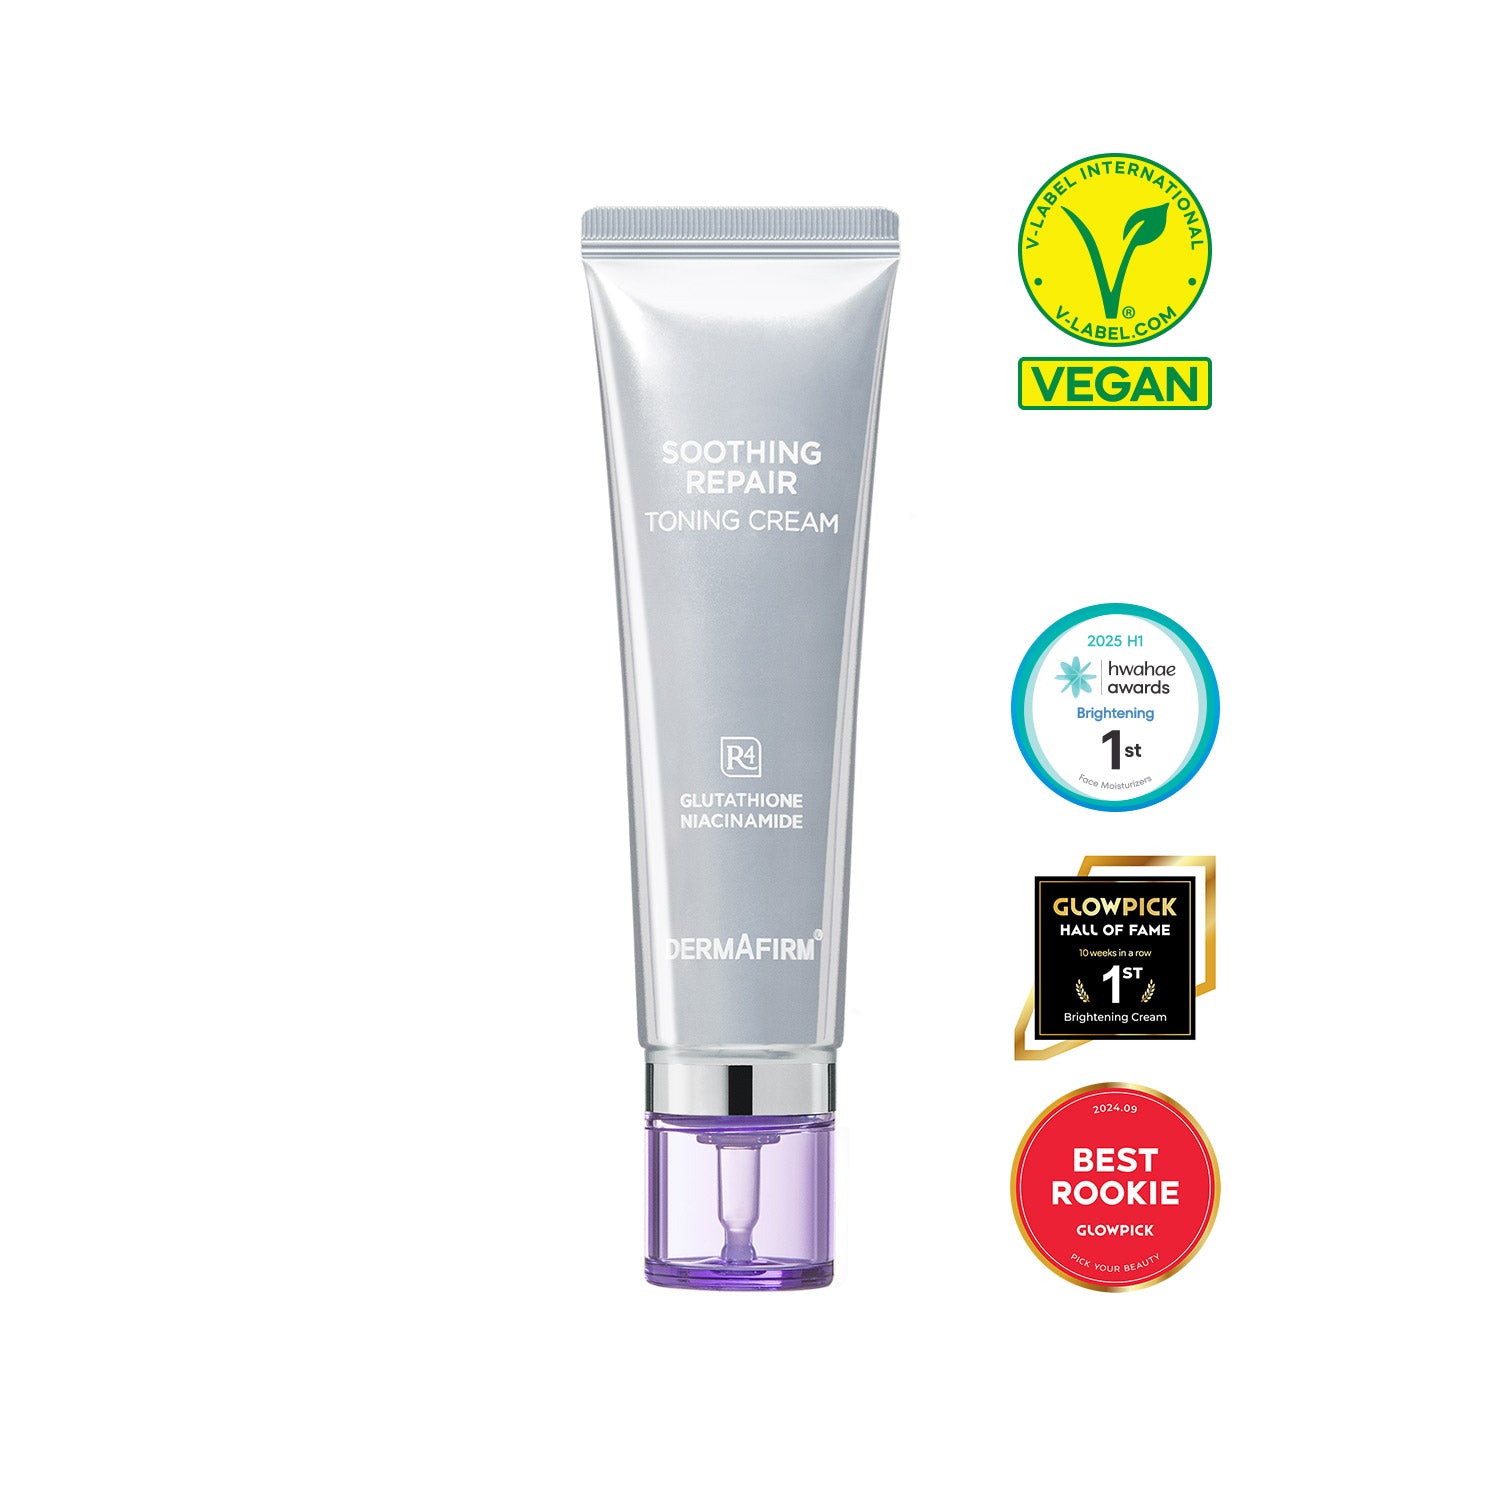 SOOTHING
REPAIR
TONING CREAM
R4
GLUTATHIONE
NIACINAMIDE
DERMAFIRM
V-LABEL INTERNATIONAL
V®
V-LABEL.COM
VEGAN
2025 H1
hwahae
awards
Brightening
1st
Face Moisturizers
GLOWPICK
HALL OF FAME
10 weeks in a row
1ST
Brightening Cream
2024.09
BEST
ROOKIE
GLOWPICK
PICK YOUR BEAUTY